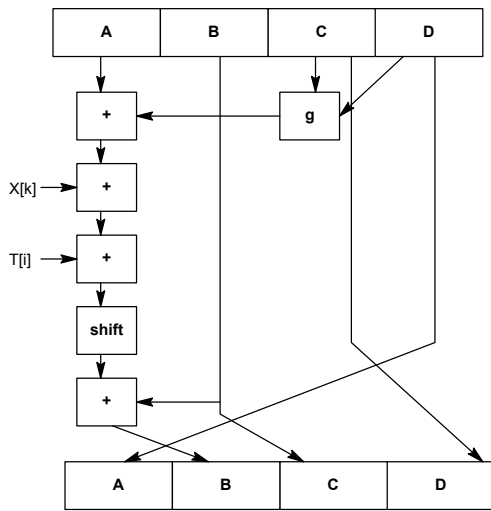 A B C D
+ g
X[k] +
T[i] +
shift
+
A B C D